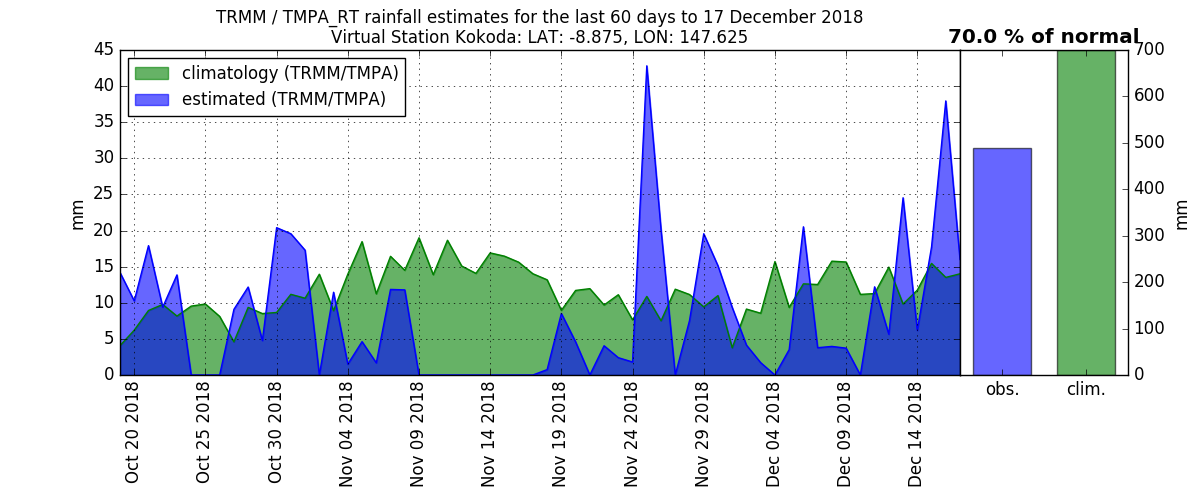 TRMM / TMPA_RT rainfall estimates for the last 60 days to 17 December 2018
Virtual Station Kokoda: LAT: -8.875, LON: 147.625
70.0 % of normal
climatology (TRMM/TMPA)
estimated (TRMM/TMPA)
45
40
35
30
25
20
15
10
5
0
mm
700
600
500
400
300
200
100
0
mm
obs.
clim.
Oct 20 2018
Oct 25 2018
Oct 30 2018
Nov 04 2018
Nov 09 2018
Nov 14 2018
Nov 19 2018
Nov 24 2018
Nov 29 2018
Dec 04 2018
Dec 09 2018
Dec 14 2018